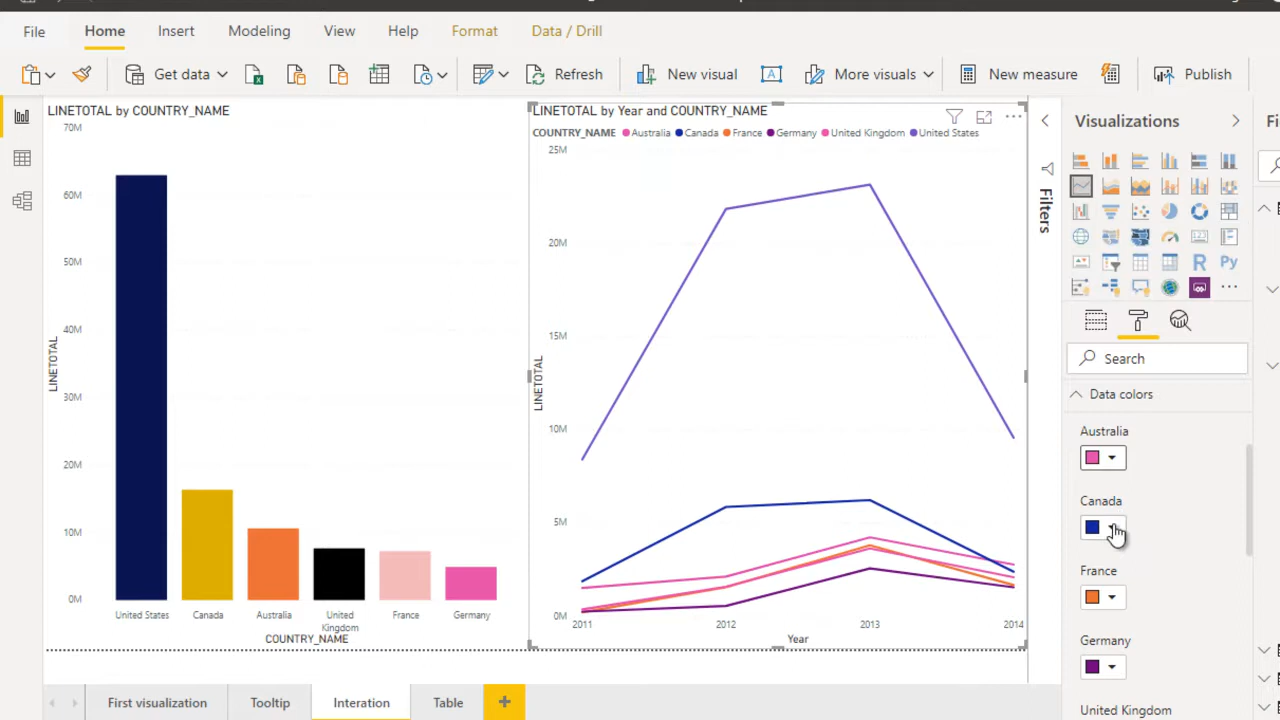 File Home Insert Modeling View Help Format Data / Drill
Get data Refresh New visual More visuals New measure Publish
LINETOTAL by COUNTRY_NAME
70M
60M
50M
40M
30M
20M
10M
0M
LINETOTAL
United States Canada Australia United Kingdom France Germany
COUNTRY_NAME
LINETOTAL by Year and COUNTRY_NAME
COUNTRY_NAME Australia Canada France Germany United Kingdom United States
25M
20M
15M
10M
5M
0M
LINETOTAL
2011 2012 2013 2014
Year
Filters
Visualizations
Fi
R Py
Search
Data colors
Australia
Canada
France
Germany
United Kingdom
First visualization Tooltip Interation Table